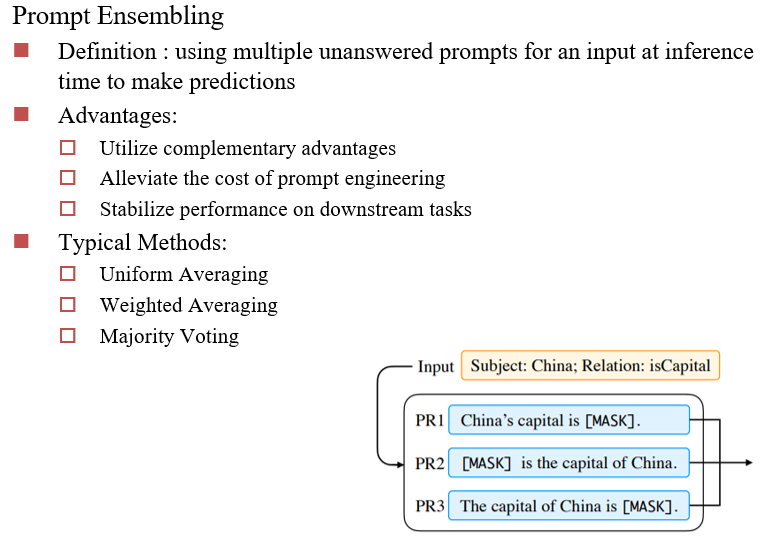 Prompt Ensembling
Definition : using multiple unanswered prompts for an input at inference
time to make predictions
Advantages:
Utilize complementary advantages
Alleviate the cost of prompt engineering
Stabilize performance on downstream tasks
Typical Methods:
Uniform Averaging
Weighted Averaging
Majority Voting
Input Subject: China; Relation: isCapital
PR1 China’s capital is [MASK].
PR2 [MASK] is the capital of China.
PR3 The capital of China is [MASK].